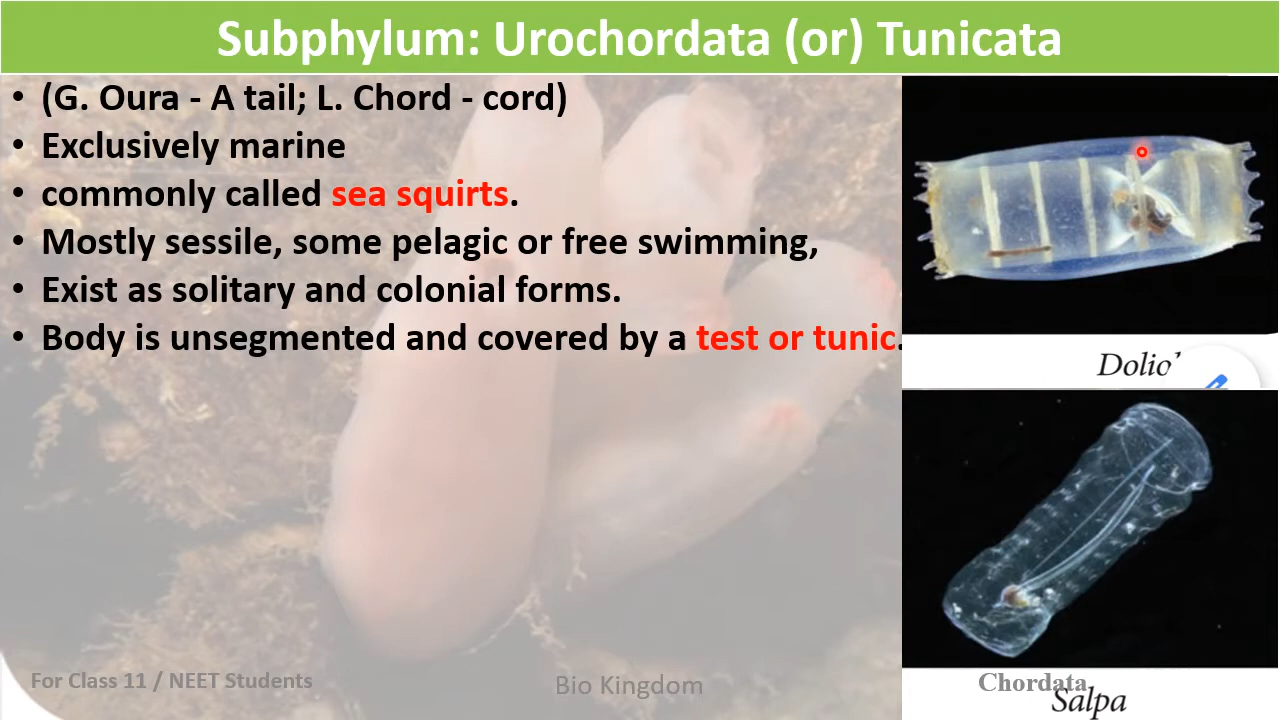 Subphylum: Urochordata (or) Tunicata
• (G. Oura - A tail; L. Chord - cord)
• Exclusively marine
• commonly called sea squirts.
• Mostly sessile, some pelagic or free swimming,
• Exist as solitary and colonial forms.
• Body is unsegmented and covered by a test or tunic.
Dolio
Salpa
For Class 11 / NEET Students
Bio Kingdom
Chordata